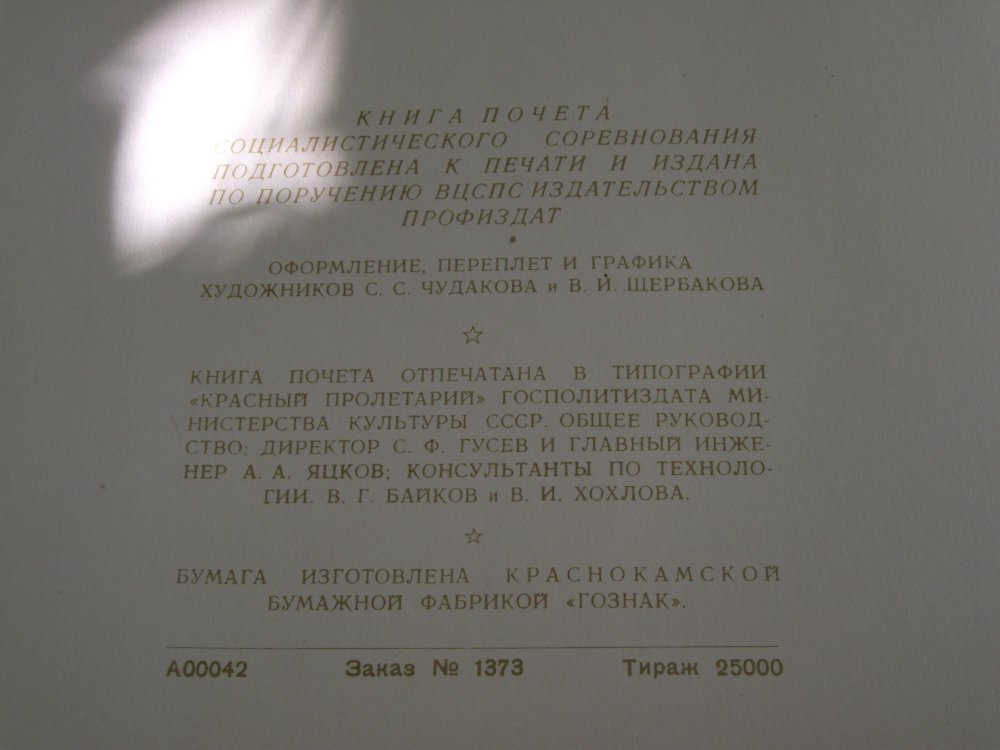 КНИГА ПОЧЕТА
СОЦИАЛИСТИЧЕСКОГО СОРЕВНОВАНИЯ
ПОДГОТОВЛЕНА К ПЕЧАТИ И ИЗДАНА
ПО ПОРУЧЕНИЮ ВЦСПС ИЗДАТЕЛЬСТВОМ
ПРОФИЗДАТ
ОФОРМЛЕНИЕ, ПЕРЕПЛЕТ И ГРАФИКА
ХУДОЖНИКОВ С. С. ЧУДАКОВА и В. И. ЩЕРБАКОВА
☆
КНИГА ПОЧЕТА ОТПЕЧАТАНА В ТИПОГРАФИИ
«КРАСНЫЙ ПРОЛЕТАРИЙ» ГОСПОЛИТИЗДАТА МИ-
НИСТЕРСТВА КУЛЬТУРЫ СССР. ОБЩЕЕ РУКОВОД-
СТВО: ДИРЕКТОР С. Ф. ГУСЕВ И ГЛАВНЫЙ ИНЖЕ-
НЕР А. А. ЯЦКОВ; КОНСУЛЬТАНТЫ ПО ТЕХНОЛО-
ГИИ. В. Г. БАЙКОВ и В. И. ХОХЛОВА.
☆
БУМАГА ИЗГОТОВЛЕНА КРАСНОКАМСКОЙ
БУМАЖНОЙ ФАБРИКОЙ «ГОЗНАК».
А00042 Заказ № 1373 Тираж 25000